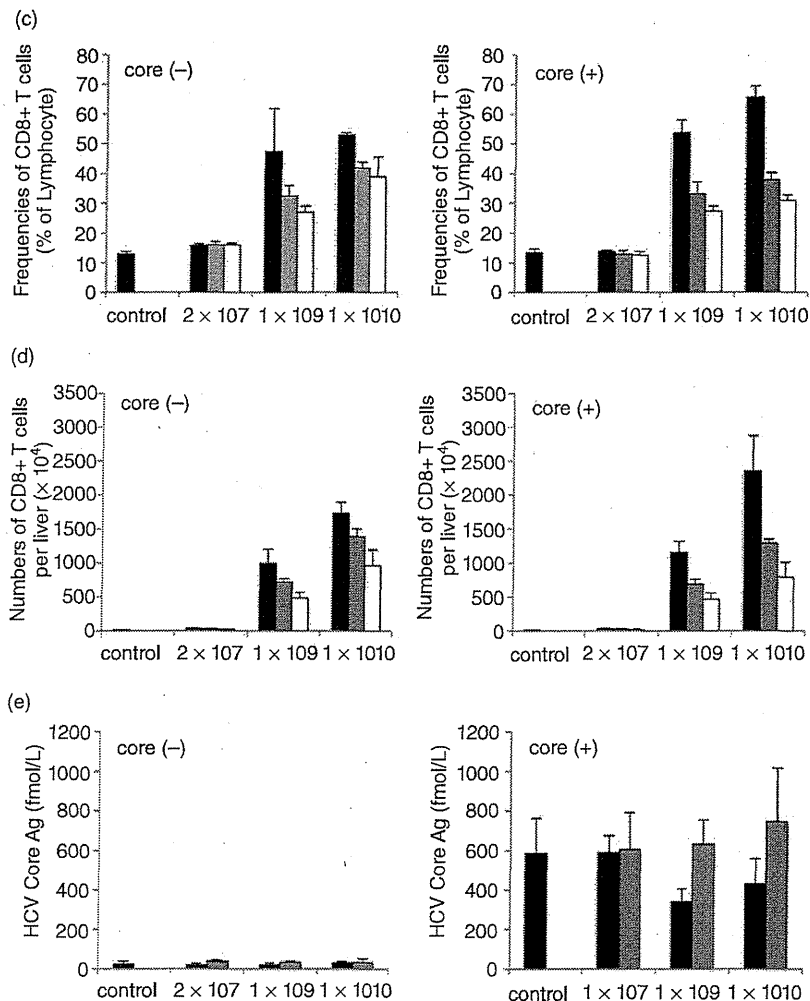 (c)
80
70
60
50
40
30
20
10
0
Frequencies of CD8+ T cells
(% of Lymphocyte)
core (–)
control 2 × 107 1 × 109 1 × 1010
80
70
60
50
40
30
20
10
0
Frequencies of CD8+ T cells
(% of Lymphocyte)
core (+)
control 2 × 107 1 × 109 1 × 1010
(d)
3500
3000
2500
2000
1500
1000
500
0
Numbers of CD8+ T cells
per liver (× 10⁴)
core (–)
control 2 × 107 1 × 109 1 × 1010
3500
3000
2500
2000
1500
1000
500
0
Numbers of CD8+ T cells
per liver (× 10⁴)
core (+)
control 2 × 107 1 × 109 1 × 1010
(e)
1200
1000
800
600
400
200
0
HCV Core Ag (fmol/L)
core (–)
control 2 × 107 1 × 109 1 × 1010
1200
1000
800
600
400
200
0
HCV Core Ag (fmol/L)
core (+)
control 1 × 107 1 × 109 1 × 1010